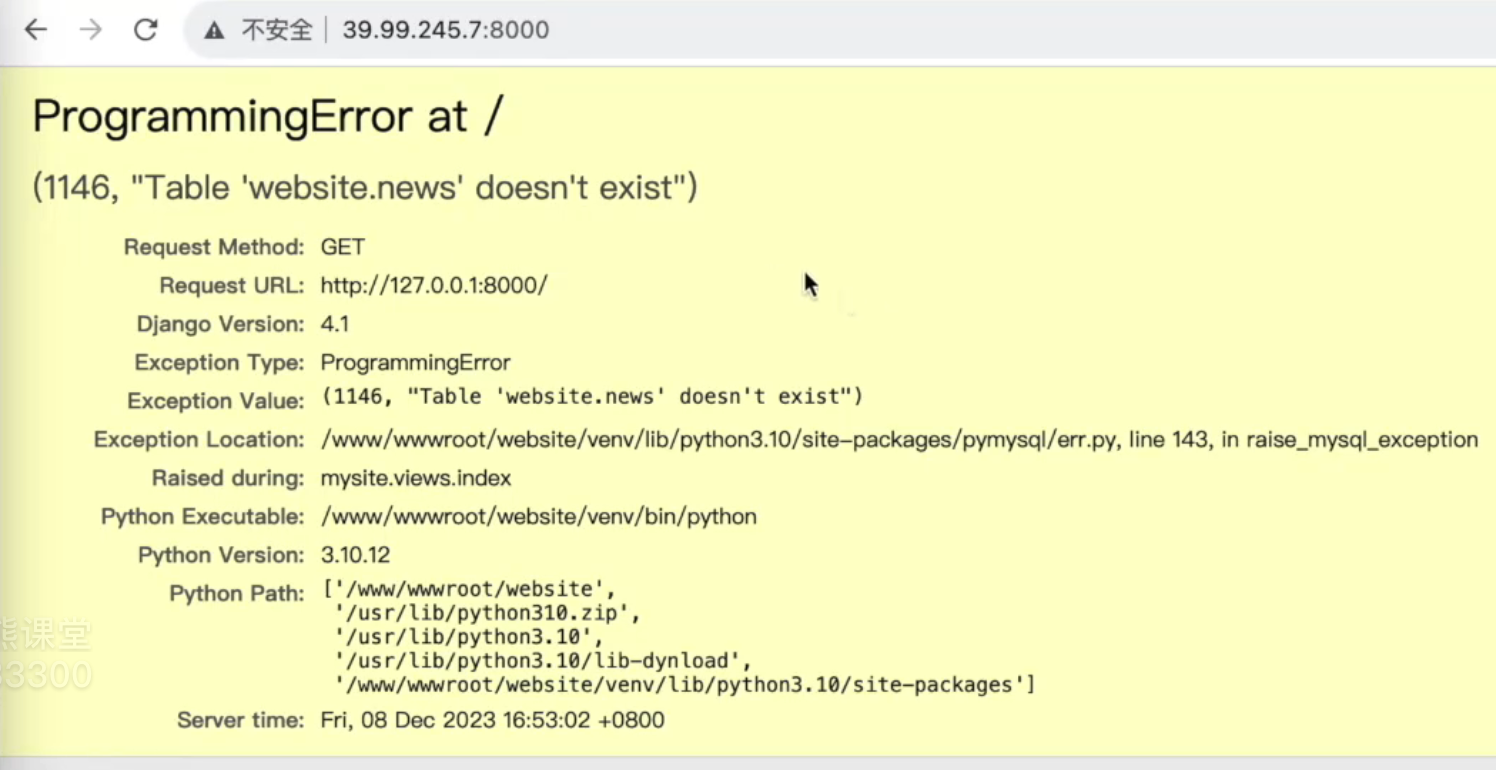 不安全 39.99.245.7:8000
ProgrammingError at /
(1146, "Table 'website.news' doesn't exist")
Request Method: GET
Request URL: http://127.0.0.1:8000/
Django Version: 4.1
Exception Type: ProgrammingError
Exception Value: (1146, "Table 'website.news' doesn't exist")
Exception Location: /www/wwwroot/website/venv/lib/python3.10/site-packages/pymysql/err.py, line 143, in raise_mysql_exception
Raised during: mysite.views.index
Python Executable: /www/wwwroot/website/venv/bin/python
Python Version: 3.10.12
Python Path: ['/www/wwwroot/website',
'/usr/lib/python310.zip',
'/usr/lib/python3.10',
'/usr/lib/python3.10/lib-dynload',
'/www/wwwroot/website/venv/lib/python3.10/site-packages']
熊课堂
33300
Server time: Fri, 08 Dec 2023 16:53:02 +0800